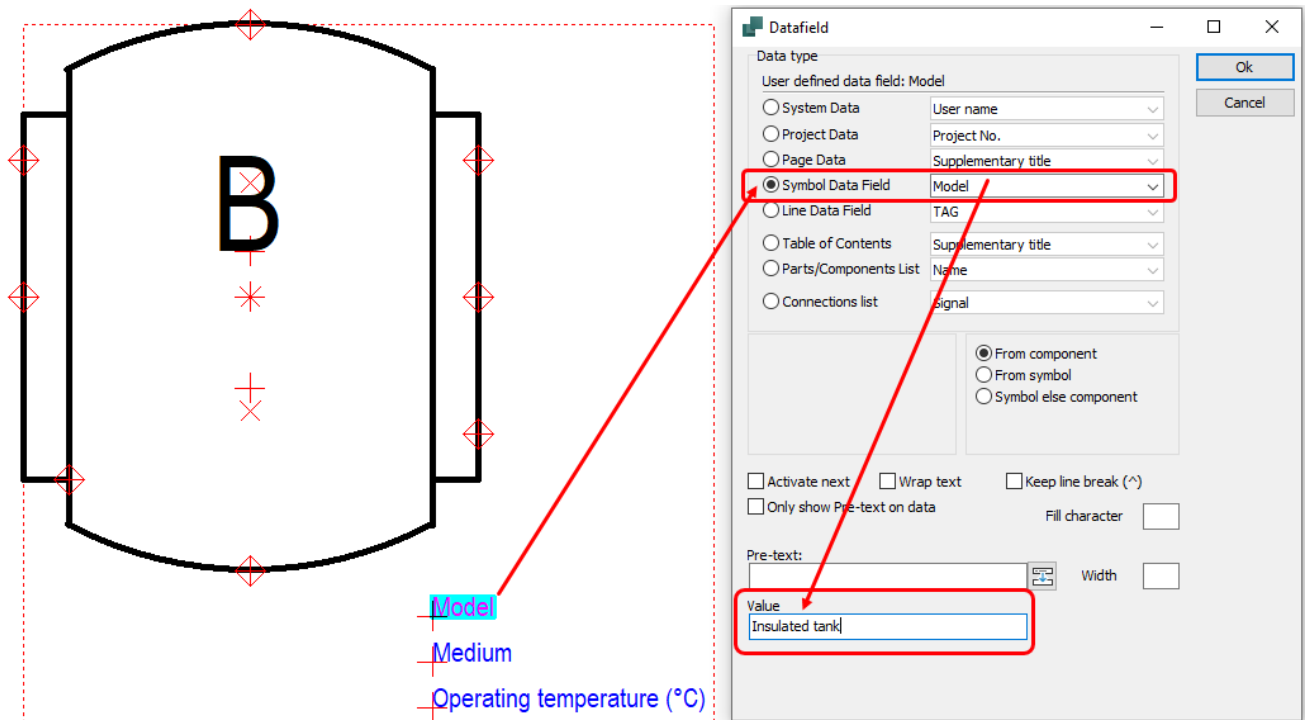 B
Model
Medium
Operating temperature (°C)
Datafield
Data type
Ok
User defined data field: Model
Cancel
System Data User name
Project Data Project No.
Page Data Supplementary title
Symbol Data Field Model
Line Data Field TAG
Table of Contents Supplementary title
Parts/Components List Name
Connections list Signal
From component
From symbol
Symbol else component
Activate next Wrap text Keep line break (^)
Only show Pre-text on data Fill character
Pre-text:
Width
Value
Insulated tank